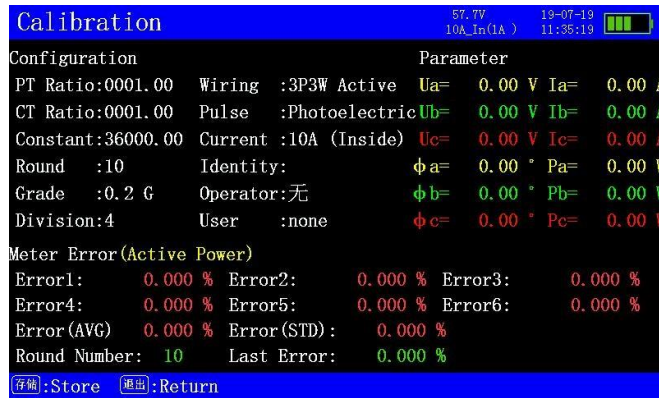 Calibration 57.7V 19-07-19
10A_In(1A ) 11:35:19
Configuration Parameter
PT Ratio:0001.00 Wiring :3P3W Active Ua= 0.00 V Ia= 0.00 A
CT Ratio:0001.00 Pulse :Photoelectric Ub= 0.00 V Ib= 0.00 A
Constant:36000.00 Current :10A (Inside) Uc= 0.00 V Ic= 0.00 A
Round :10 Identity: ϕa= 0.00 ° Pa= 0.00 W
Grade :0.2 G Operator:无 ϕb= 0.00 ° Pb= 0.00 W
Division:4 User :none ϕc= 0.00 ° Pc= 0.00 W
Meter Error(Active Power)
Error1: 0.000 % Error2: 0.000 % Error3: 0.000 %
Error4: 0.000 % Error5: 0.000 % Error6: 0.000 %
Error(AVG) 0.000 % Error(STD): 0.000 %
Round Number: 10 Last Error: 0.000 %
存储:Store 退出:Return